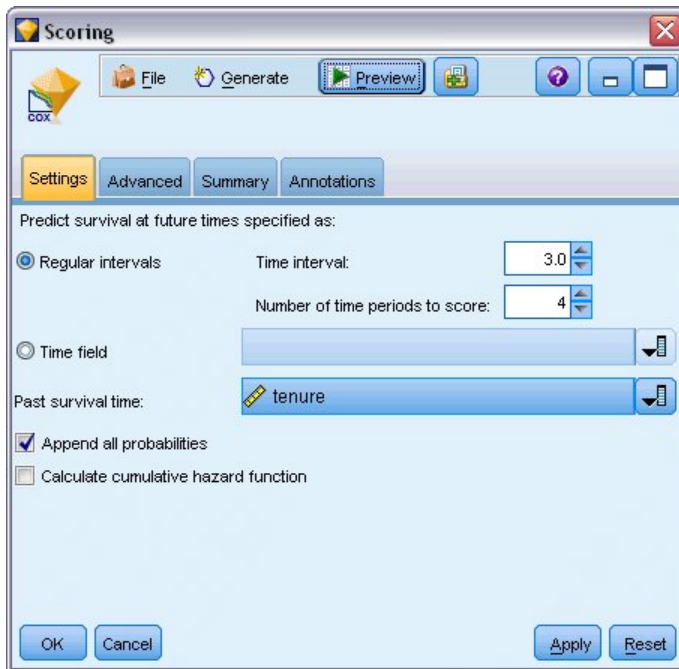 Scoring
File Generate Preview
COX
Settings Advanced Summary Annotations
Predict survival at future times specified as:
Regular intervals Time interval: 3.0
Number of time periods to score: 4
Time field
Past survival time: tenure
Append all probabilities
Calculate cumulative hazard function
OK Cancel Apply Reset